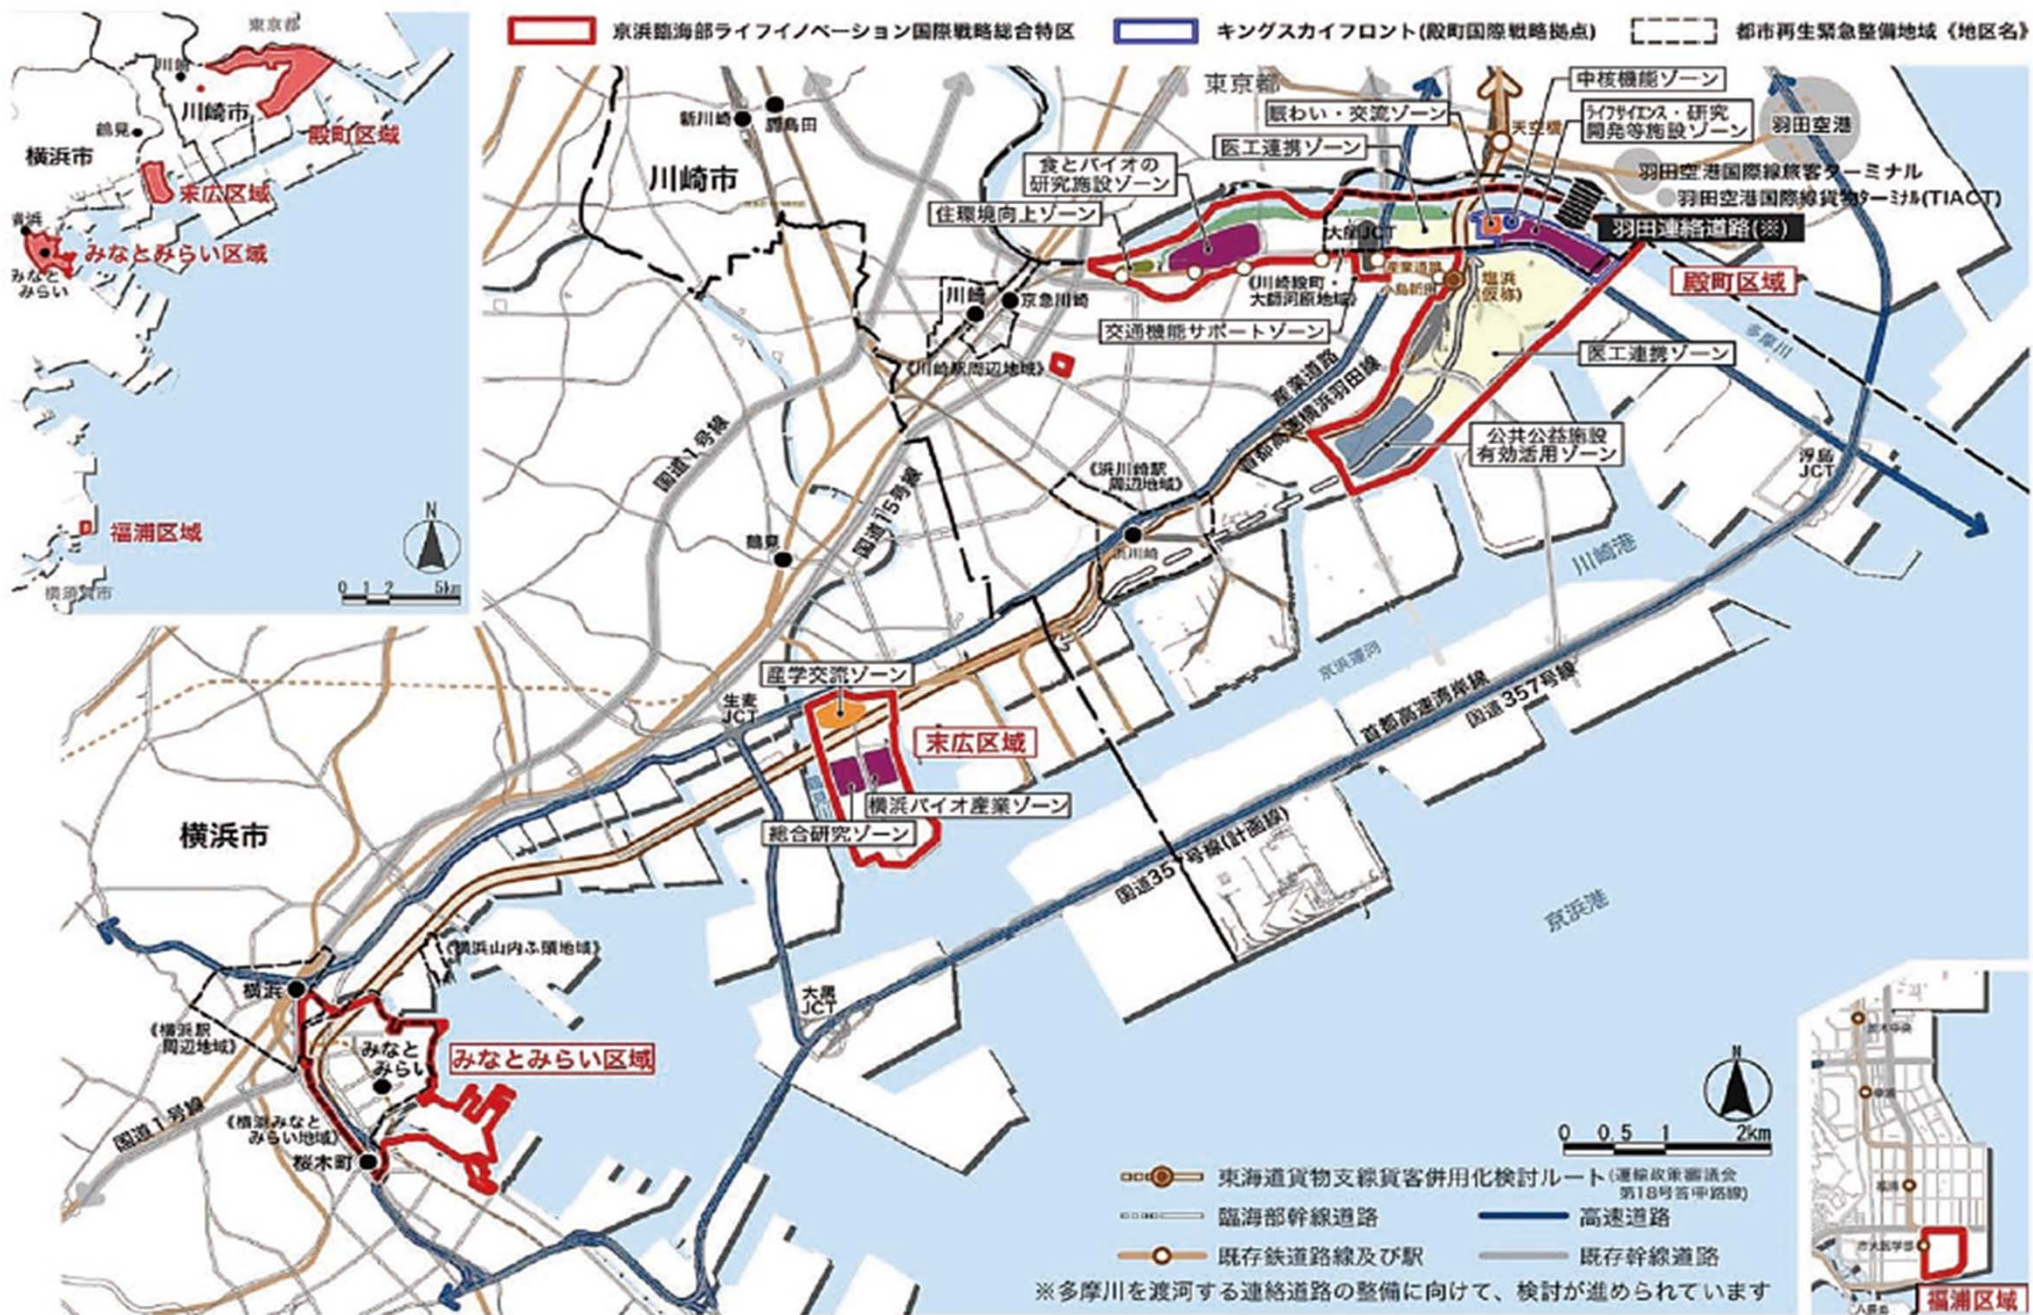 京浜臨海部ライフイノベーション国際戦略総合特区
キングスカイフロント(殿町国際戦略拠点)
都市再生緊急整備地域《地区名》
東京都
川崎
川崎市
殿町区域
鶴見
横浜市
末広区域
横浜
みなとみらい区域
みなと
みらい
福浦区域
N
0 1 2 5km
横須賀市
東京都
中核機能ゾーン
賑わい・交流ゾーン
ライフサイエンス・研究
開発等施設ゾーン
天空橋
羽田空港
医工連携ゾーン
新川崎
鹿島田
食とバイオの
研究施設ゾーン
羽田空港国際線旅客ターミナル
川崎市
羽田空港国際線貨物ターミナル(TIACT)
住環境向上ゾーン
大師JCT
羽田連絡道路(※)
産業道路
小島新田
塩浜
(仮称)
殿町区域
川崎
京急川崎
《川崎殿町・
大師河原地域》
交通機能サポートゾーン
多摩川
医工連携ゾーン
《川崎駅周辺地域》
産業道路
首都高速横浜羽田線
国道1号線
公共公益施設
有効活用ゾーン
浮島
JCT
《浜川崎駅
周辺地域》
国道15号線
鶴見
浜川崎
川崎港
京浜運河
産学交流ゾーン
生麦
JCT
首都高速湾岸線
国道357号線
末広区域
横浜バイオ産業ゾーン
総合研究ゾーン
横浜市
国道357号線(計画線)
京浜港
《横浜山内ふ頭地域》
横浜
大黒
JCT
《横浜駅
周辺地域》
みなと
みらい
みなとみらい区域
国道1号線
《横浜みなと
みらい地域》
桜木町
N
0 0.5 1 2km
東海道貨物支線貨客併用化検討ルート(運輸政策審議会
第18号答申路線)
臨海部幹線道路
高速道路
既存鉄道路線及び駅
既存幹線道路
※多摩川を渡河する連絡道路の整備に向けて、検討が進められています
市大医学部
福浦区域